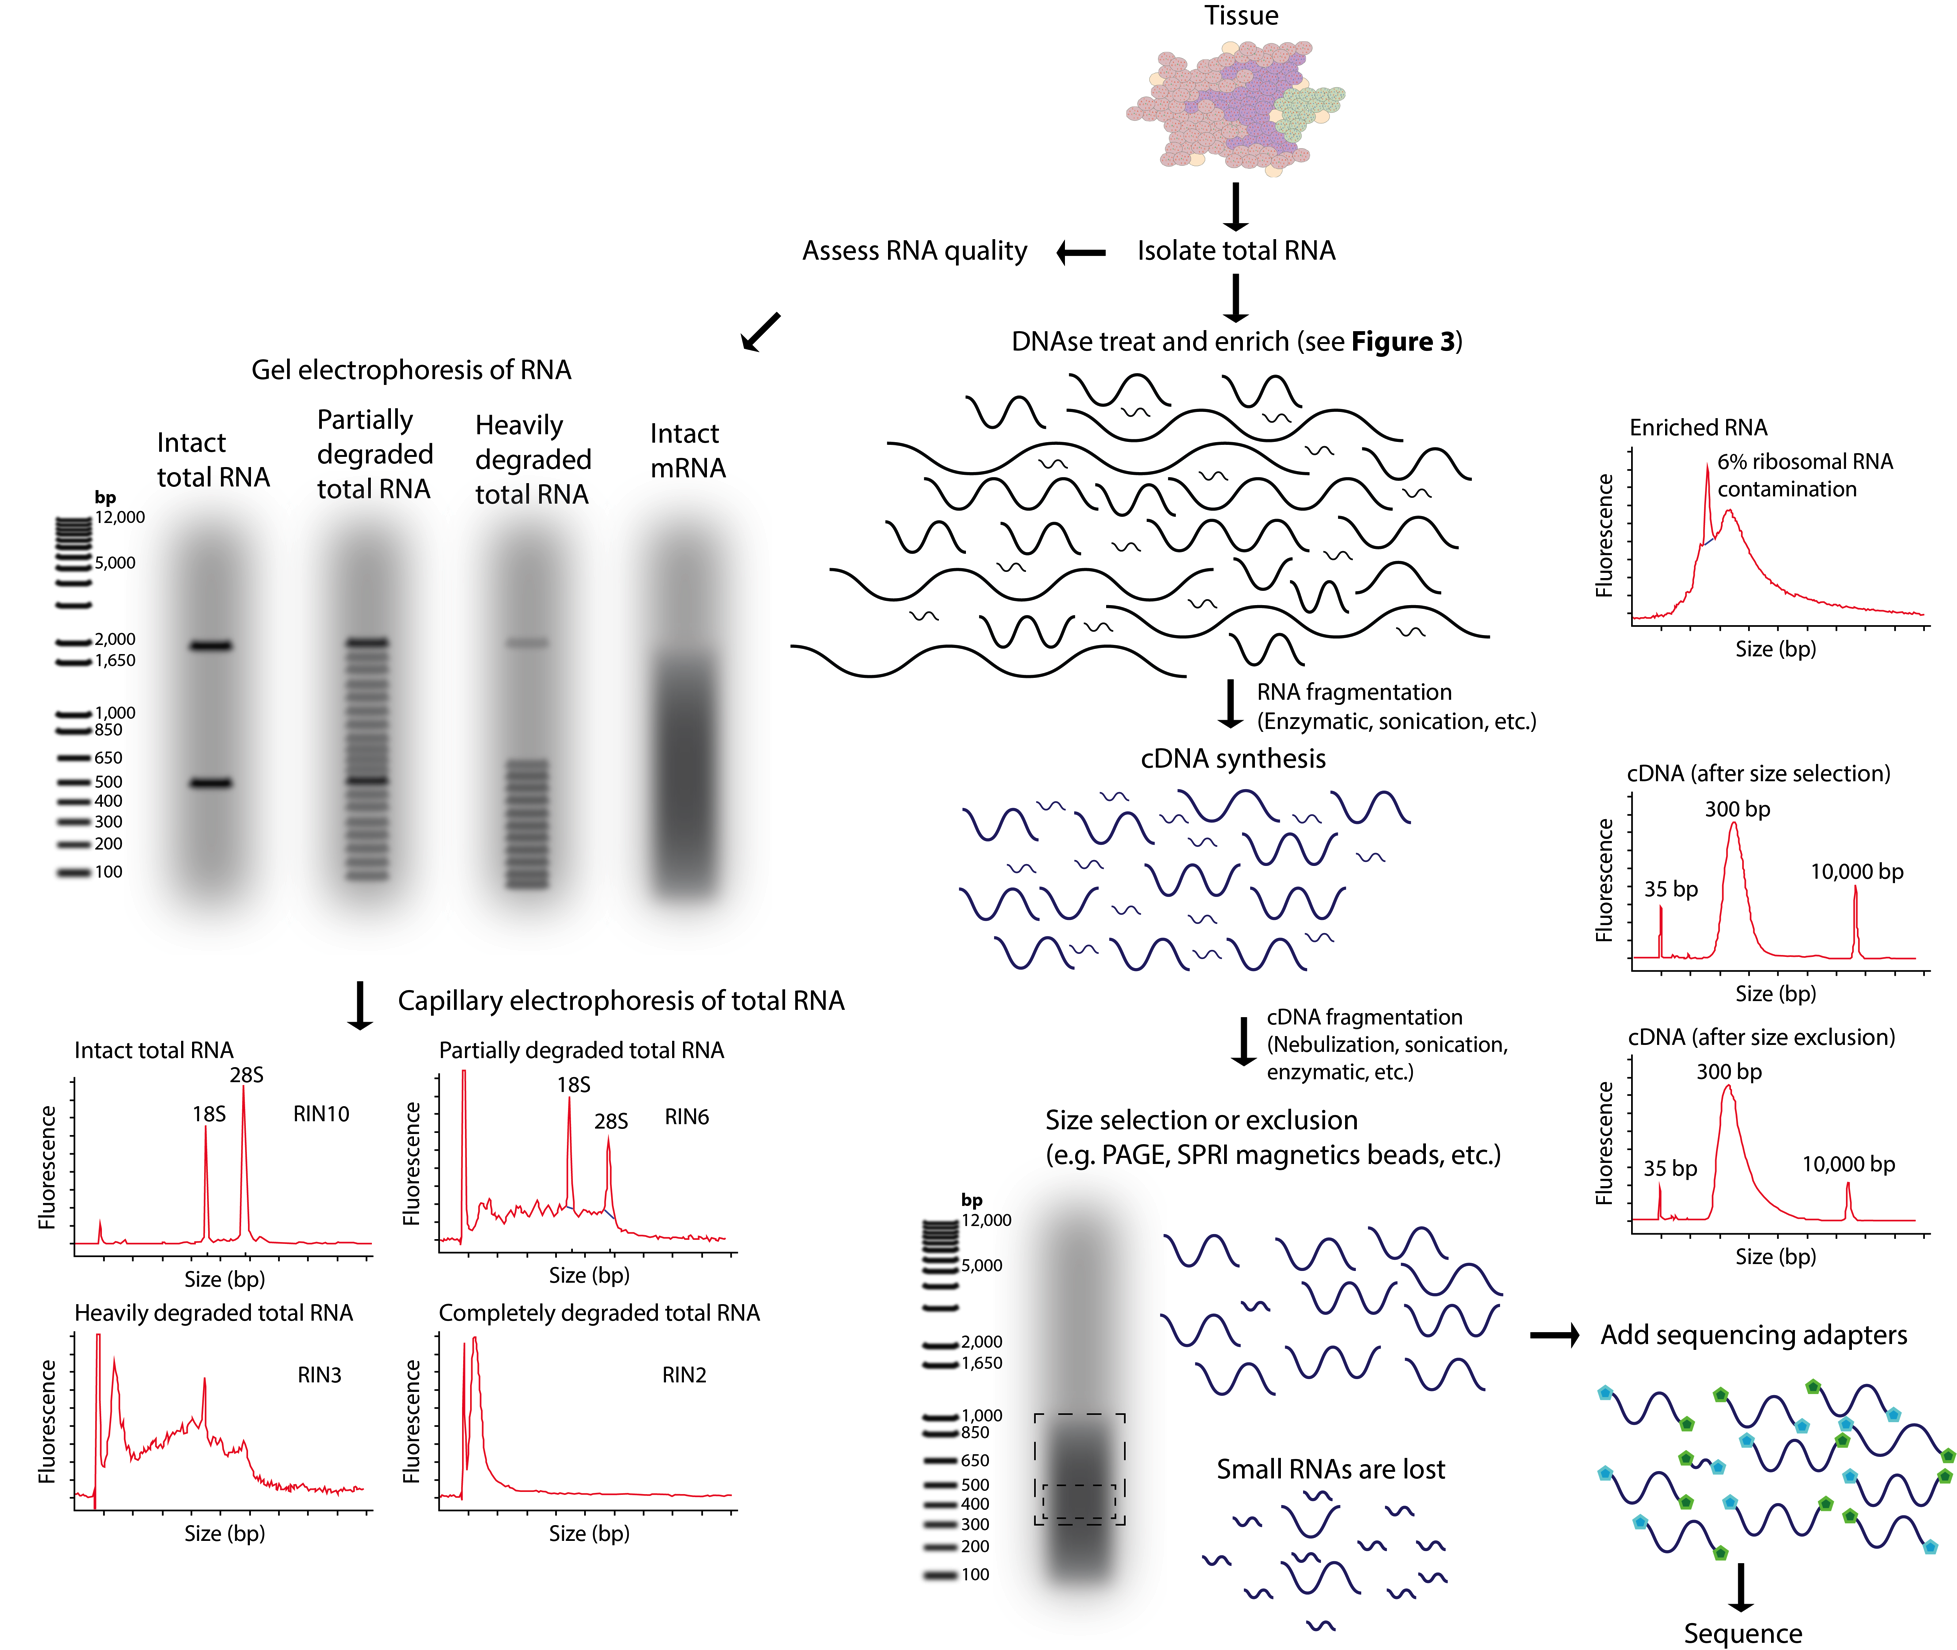 Tissue
Assess RNA quality
Isolate total RNA
DNAse treat and enrich (see Figure 3)
Gel electrophoresis of RNA
Intact
total RNA
Partially
degraded
total RNA
Heavily
degraded
total RNA
Intact
mRNA
bp
12,000
5,000
2,000
1,650
1,000
850
650
500
400
300
200
100
Enriched RNA
6% ribosomal RNA
contamination
Fluorescence
Size (bp)
RNA fragmentation
(Enzymatic, sonication, etc.)
cDNA synthesis
cDNA (after size selection)
300 bp
35 bp
10,000 bp
Fluorescence
Size (bp)
Capillary electrophoresis of total RNA
Intact total RNA
18S
28S
RIN10
Fluorescence
Size (bp)
Partially degraded total RNA
18S
28S
RIN6
Fluorescence
Size (bp)
Heavily degraded total RNA
RIN3
Fluorescence
Size (bp)
Completely degraded total RNA
RIN2
Fluorescence
Size (bp)
cDNA fragmentation
(Nebulization, sonication,
enzymatic, etc.)
cDNA (after size exclusion)
300 bp
35 bp
10,000 bp
Fluorescence
Size (bp)
Size selection or exclusion
(e.g. PAGE, SPRI magnetics beads, etc.)
bp
12,000
5,000
2,000
1,650
1,000
850
650
500
400
300
200
100
Small RNAs are lost
Add sequencing adapters
Sequence